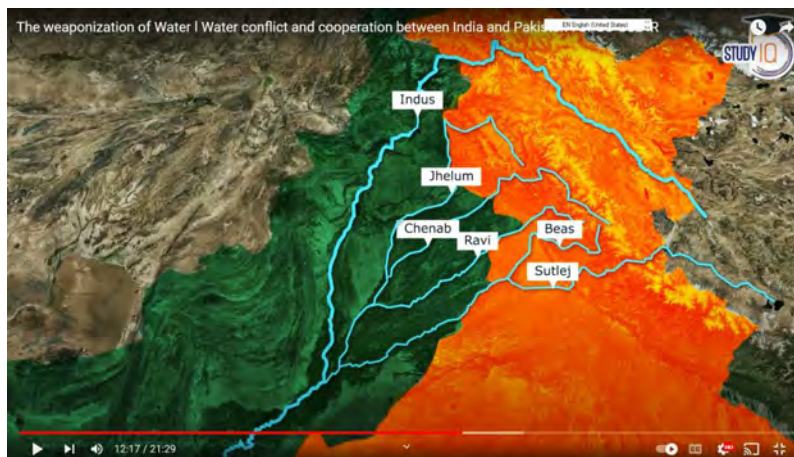 The weaponization of Water l Water conflict and cooperation between India and Pakist
EN English (United States)
R
STUDY IQ
Indus
Jhelum
Chenab
Ravi
Beas
Sutlej
12:17 / 21:29